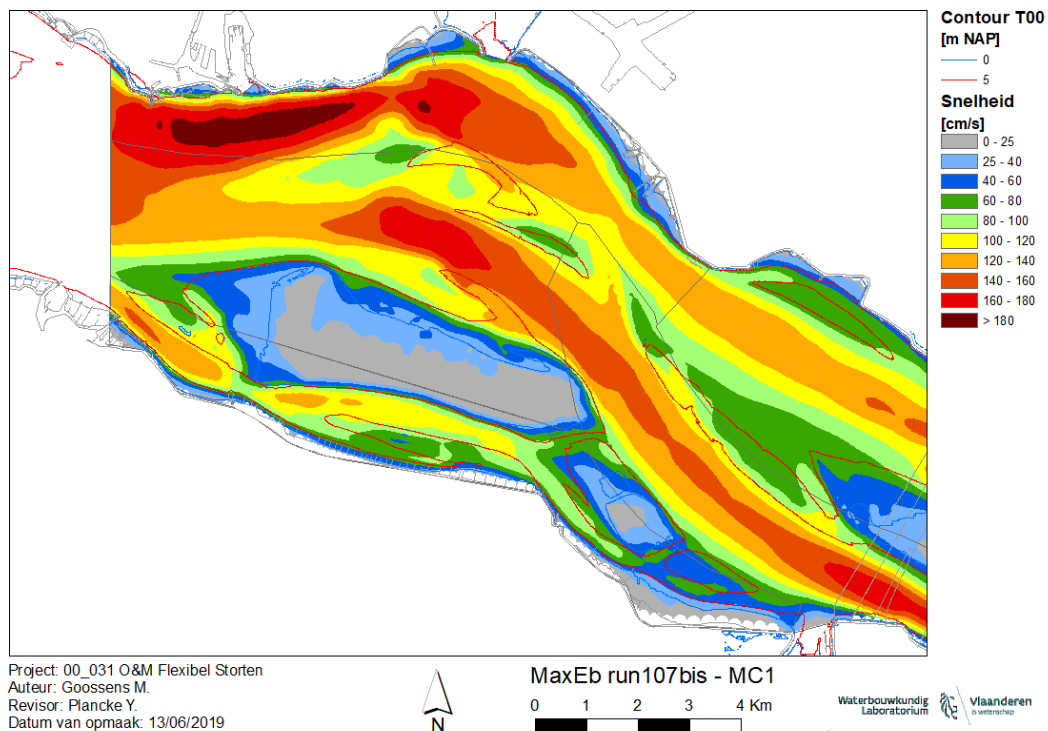 Contour T00
[m NAP]
0
5
Snelheid
[cm/s]
0 - 25
25 - 40
40 - 60
60 - 80
80 - 100
100 - 120
120 - 140
140 - 160
160 - 180
> 180
Project: 00_031 O&M Flexibel Storten
Auteur: Goossens M.
Revisor: Plancke Y.
Datum van opmaak: 13/06/2019
N
MaxEb run107bis - MC1
0 1 2 3 4 Km
Waterbouwkundig
Laboratorium
Vlaanderen
is wetenschap